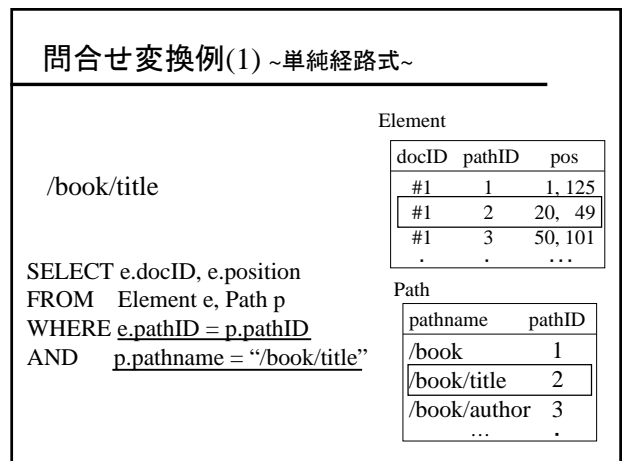 問合せ変換例(1) ~単純経路式~
/book/title
SELECT e.docID, e.position
FROM Element e, Path p
WHERE e.pathID = p.pathID
AND p.pathname = “/book/title”
Element
docID pathID pos
#1 1 1, 125
#1 2 20, 49
#1 3 50, 101
. . ...
Path
pathname pathID
/book 1
/book/title 2
/book/author 3
... .